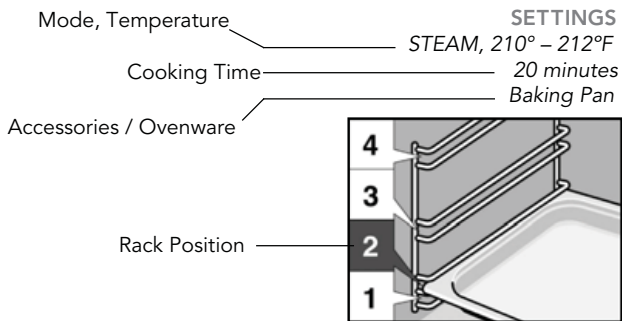 Mode, Temperature
SETTINGS
STEAM, 210° – 212°F
Cooking Time
20 minutes
Baking Pan
Accessories / Ovenware
4
3
Rack Position
2
1